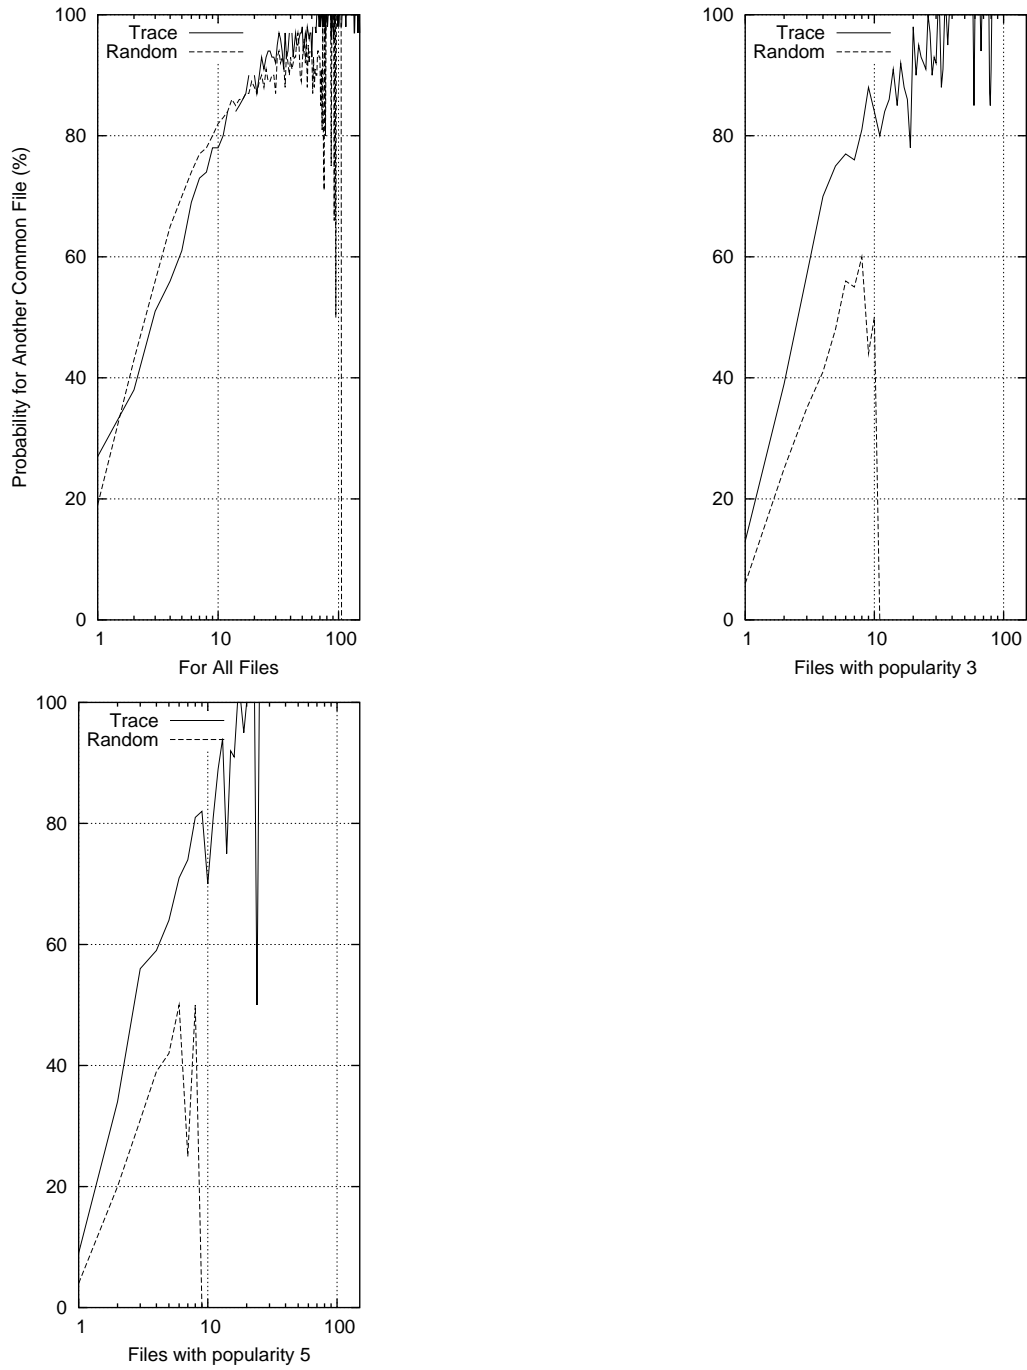 Probability for Another Common File (%)
100
80
60
40
20
0
Trace
Random
1 10 100
For All Files
100
80
60
40
20
0
Trace
Random
1 10 100
Files with popularity 3
100
80
60
40
20
0
Trace
Random
1 10 100
Files with popularity 5